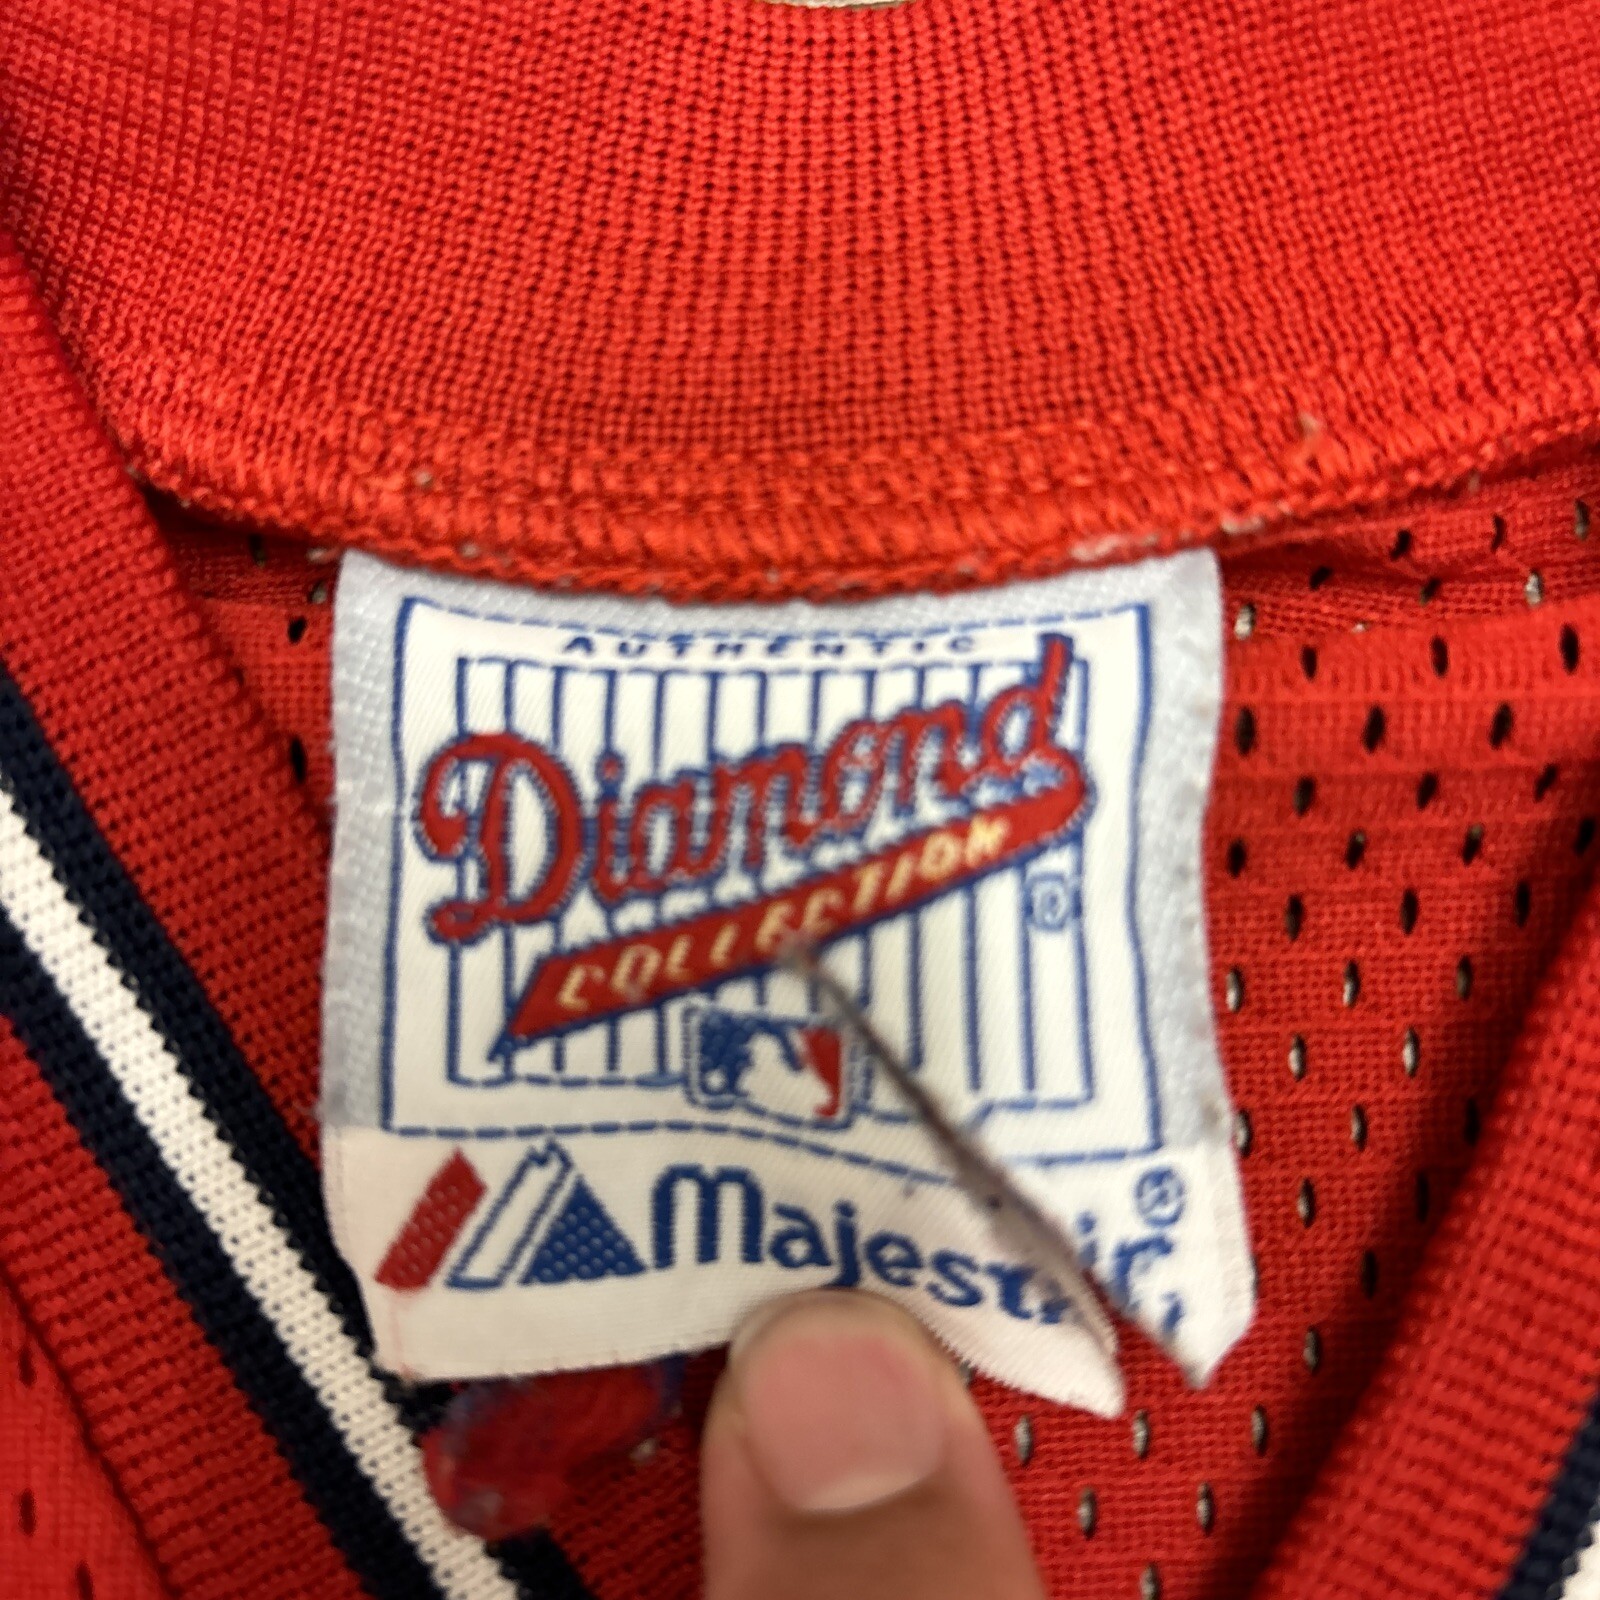 AUTHENTIC
Diamond
COLLECTION
®
Majestic®